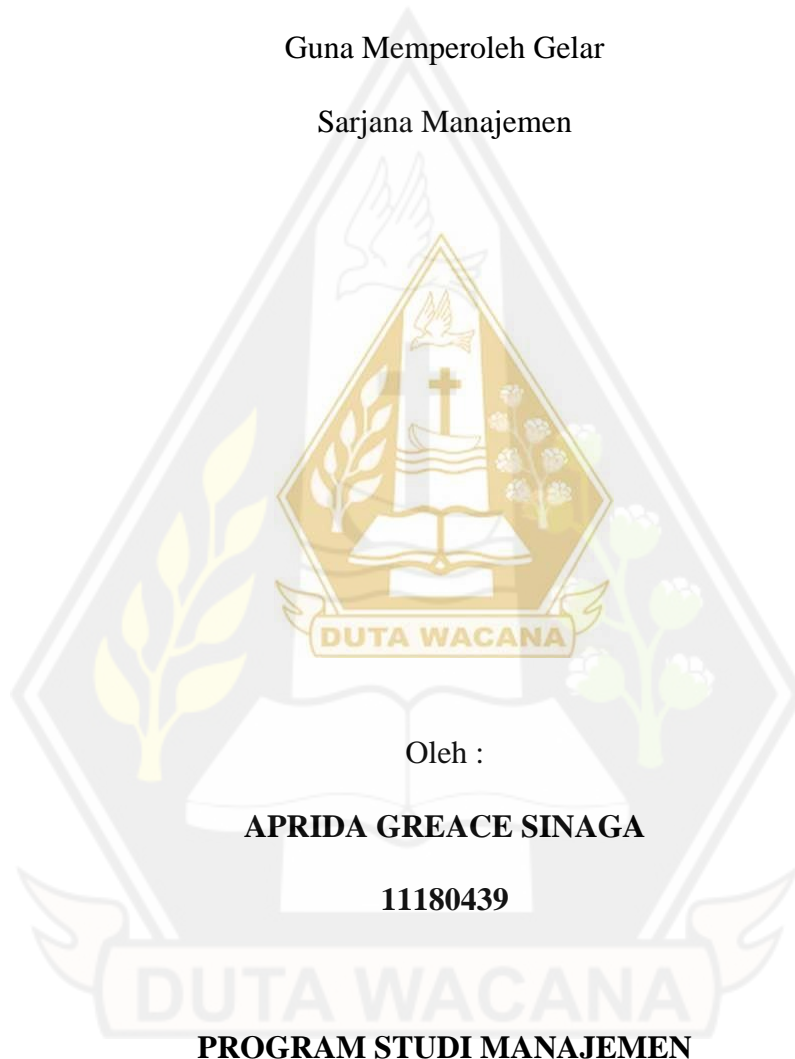 Guna Memperoleh Gelar
Sarjana Manajemen
DUTA WACANA
Oleh :
APRIDA GREACE SINAGA
11180439
DUTA WACANA
PROGRAM STUDI MANAJEMEN